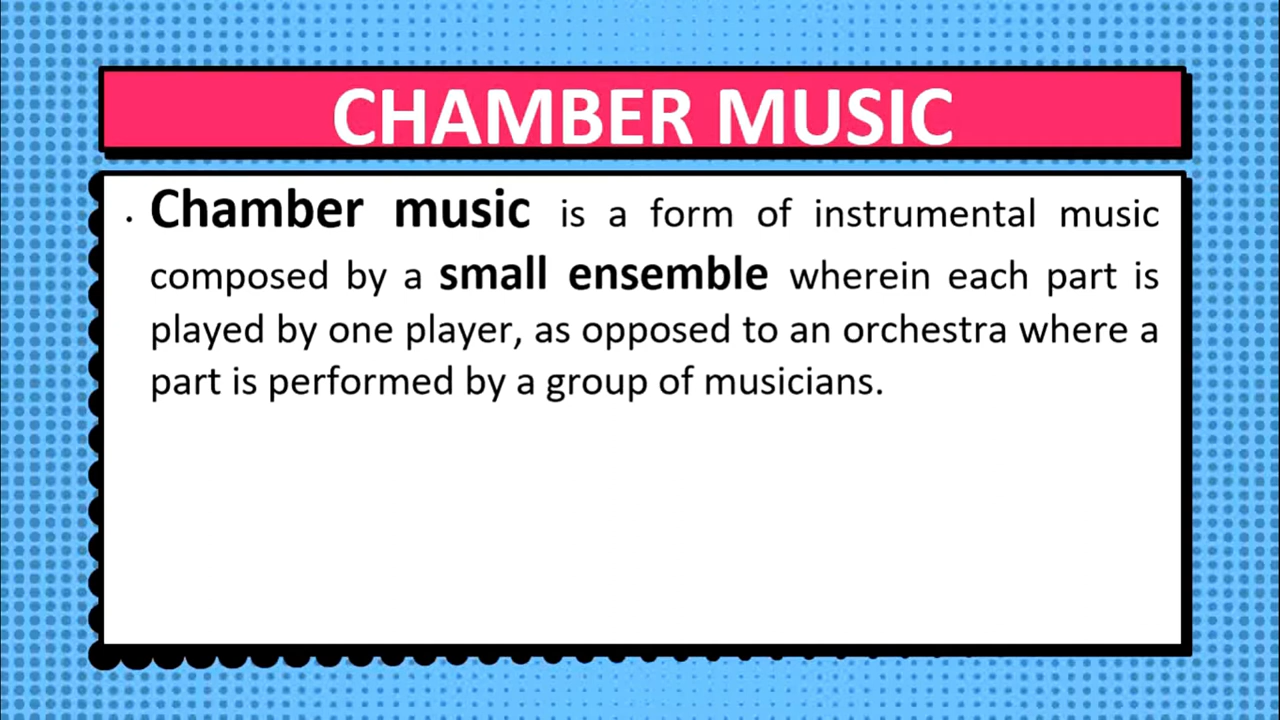 CHAMBER MUSIC
· Chamber music is a form of instrumental music
composed by a small ensemble wherein each part is
played by one player, as opposed to an orchestra where a
part is performed by a group of musicians.